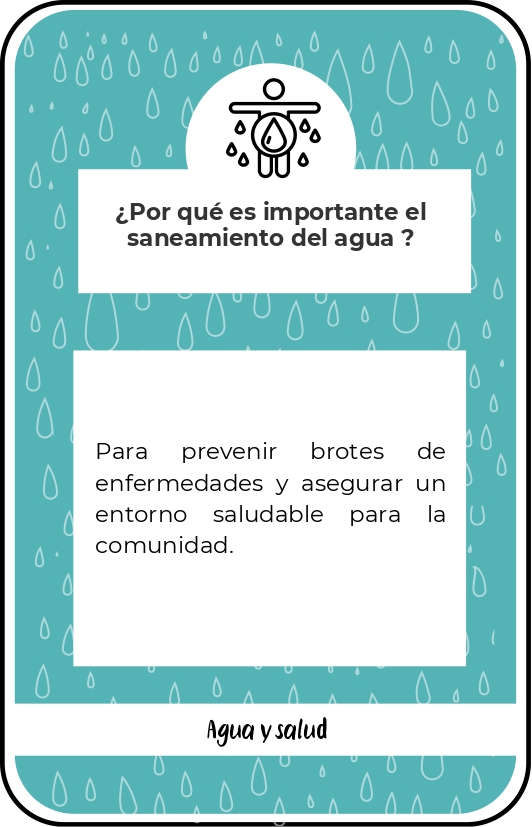 ¿Por qué es importante el
saneamiento del agua ?
Para prevenir brotes de
enfermedades y asegurar un
entorno saludable para la
comunidad.
Agua y salud